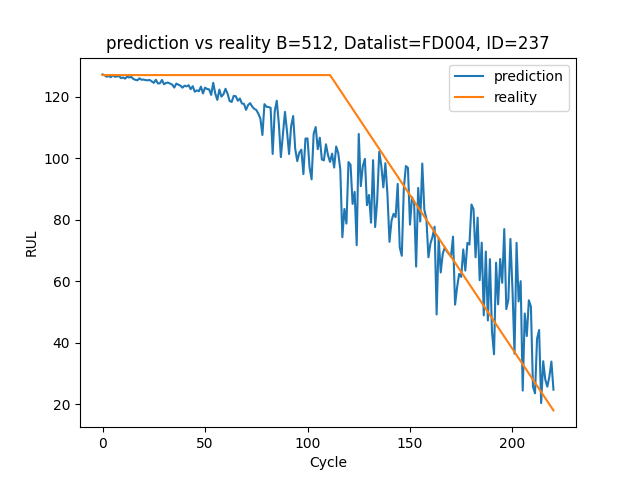 prediction vs reality B=512, Datalist=FD004, ID=237
prediction
reality
RUL
120
100
80
60
40
20
0
50
100
150
200
Cycle